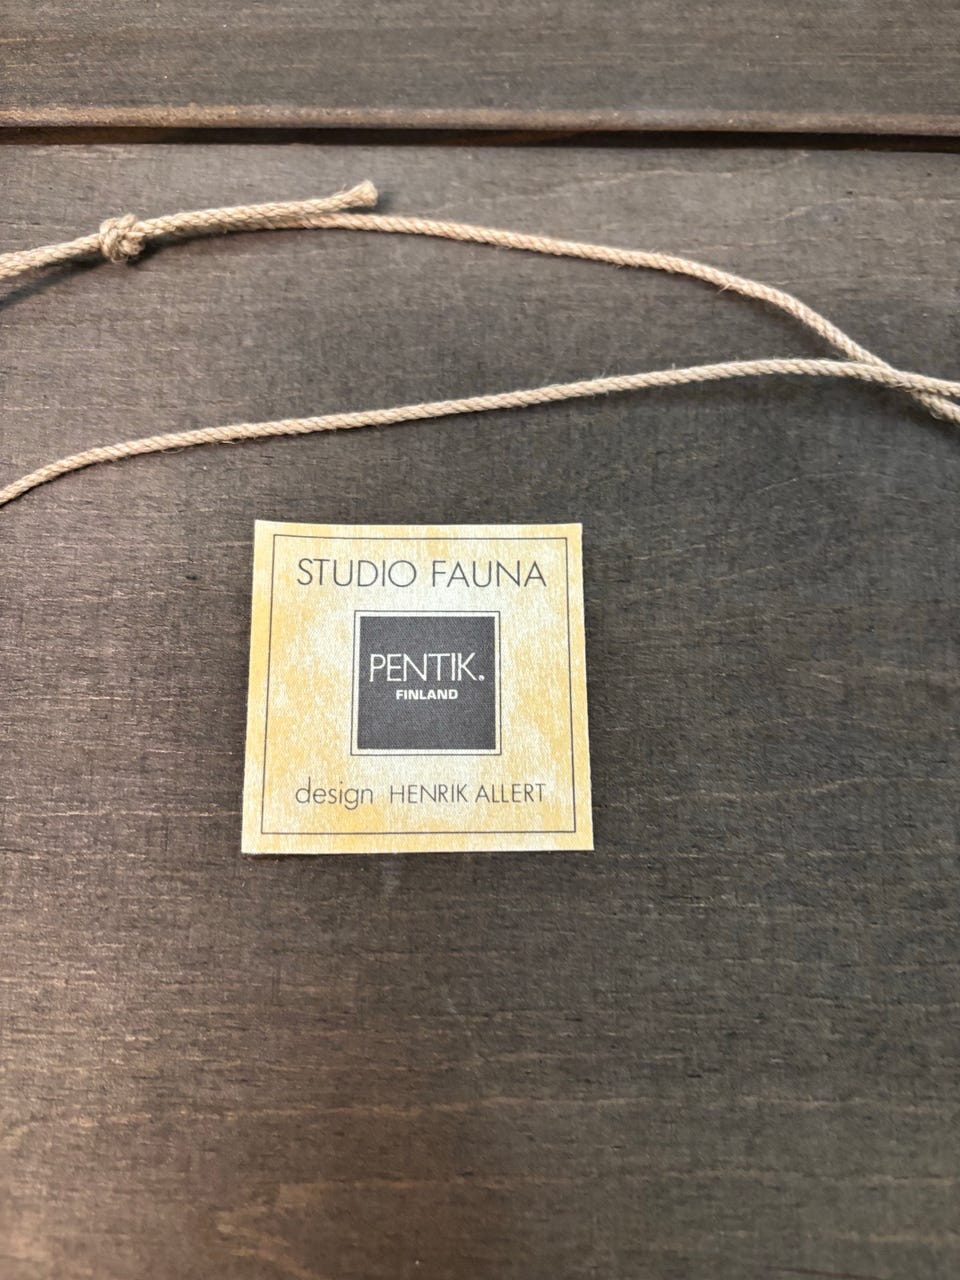 STUDIO FAUNA
PENTIK.
FINLAND
design HENRIK ALLERT